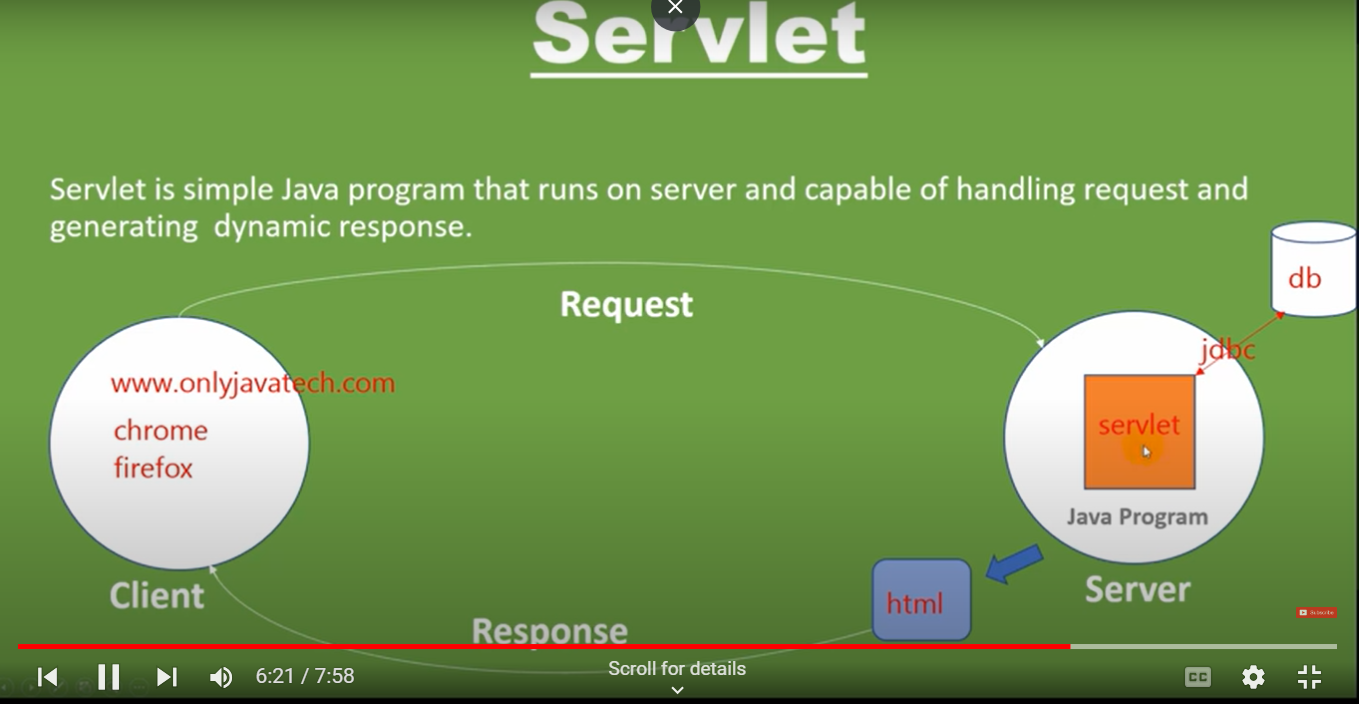 Servlet
Servlet is simple Java program that runs on server and capable of handling request and
generating dynamic response.
db
Request
jdbc
www.onlyjavatech.com
chrome
firefox
servlet
Java Program
Client
Server
html
Response
Subscribe
6:21 / 7:58
Scroll for details
CC